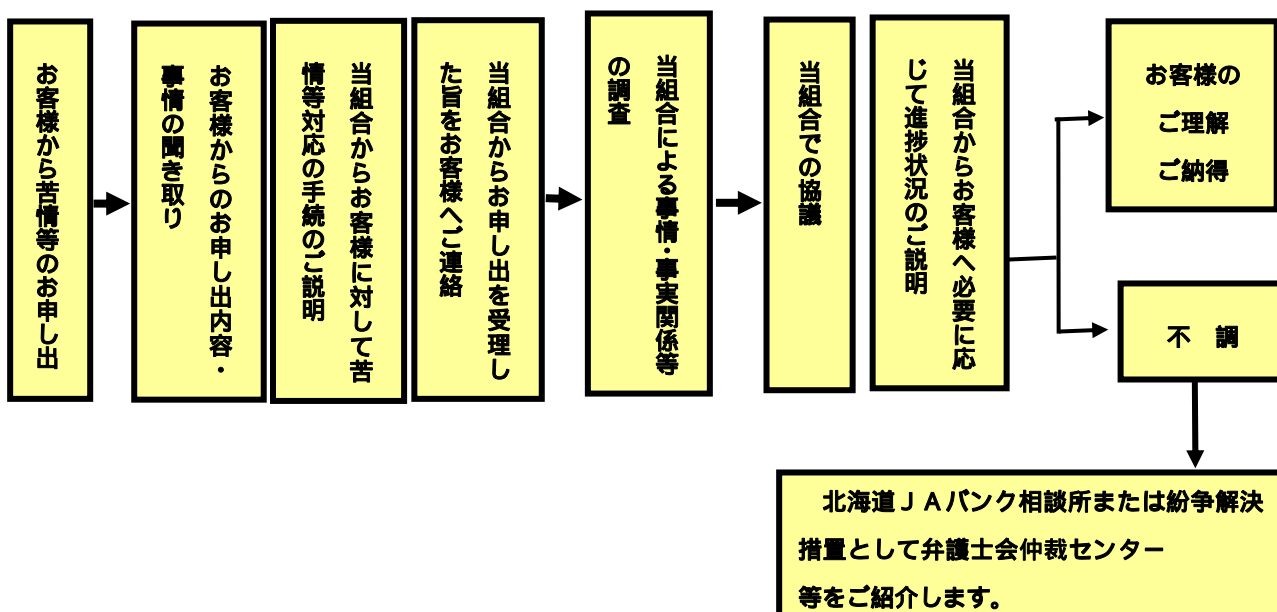 お客様から苦情等のお申し出
お客様からのお申し出内容・
事情の聞き取り
当組合からお客様に対して苦
情等対応の手続のご説明
当組合からお申し出を受理し
た旨をお客様へご連絡
当組合による事情・事実関係等
の調査
当組合での協議
当組合からお客様へ必要に応
じて進捗状況のご説明
お客様の
ご理解
ご納得
不　調
北海道ＪＡバンク相談所または紛争解決
措置として弁護士会仲裁センター
等をご紹介します。